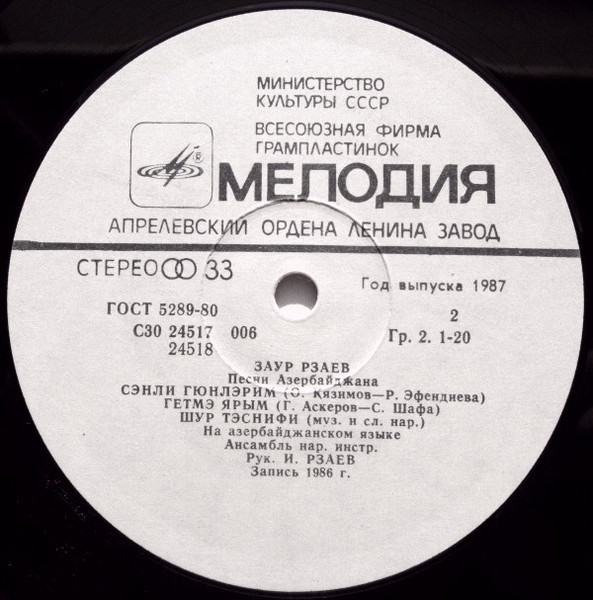 МИНИСТЕРСТВО
КУЛЬТУРЫ СССР
ВСЕСОЮЗНАЯ ФИРМА
ГРАМПЛАСТИНОК
® МЕЛОДИЯ
АПРЕЛЕВСКИЙ ОРДЕНА ЛЕНИНА ЗАВОД
СТЕРЕО 33
Год выпуска 1987
ГОСТ 5289-80
2
С30 24517 006
Гр. 2. 1-20
24518
ЗАУР РЗАЕВ
Песни Азербайджана
СЭНЛИ ГЮНЛЭРИМ (О. Кязимов—Р. Эфендиева)
ГЕТМЭ ЯРЫМ (Г. Аскеров—С. Шафа)
ШУР ТЭСНИФИ (муз. и сл. нар.)
На азербайджанском языке
Ансамбль нар. инстр.
Рук. И. РЗАЕВ
Запись 1986 г.